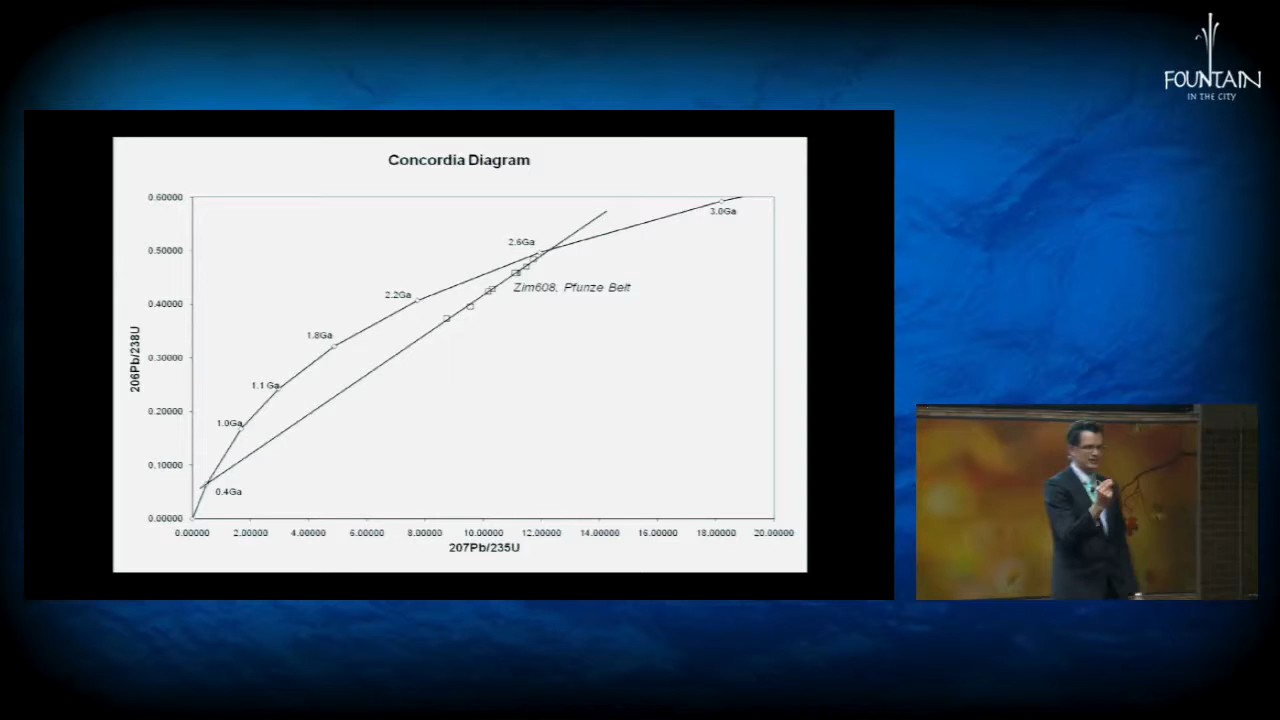 FOUNTAIN
IN THE CITY
Concordia Diagram
0.60000
0.50000
0.40000
0.30000
0.20000
0.10000
0.00000
206Pb/238U
3.0Ga
2.6Ga
Zim608, Pfunze Belt
2.2Ga
1.8Ga
1.1 Ga
1.0Ga
0.4Ga
0.00000 2.00000 4.00000 6.00000 8.00000 10.00000 12.00000 14.00000 16.00000 18.00000 20.00000
207Pb/235U